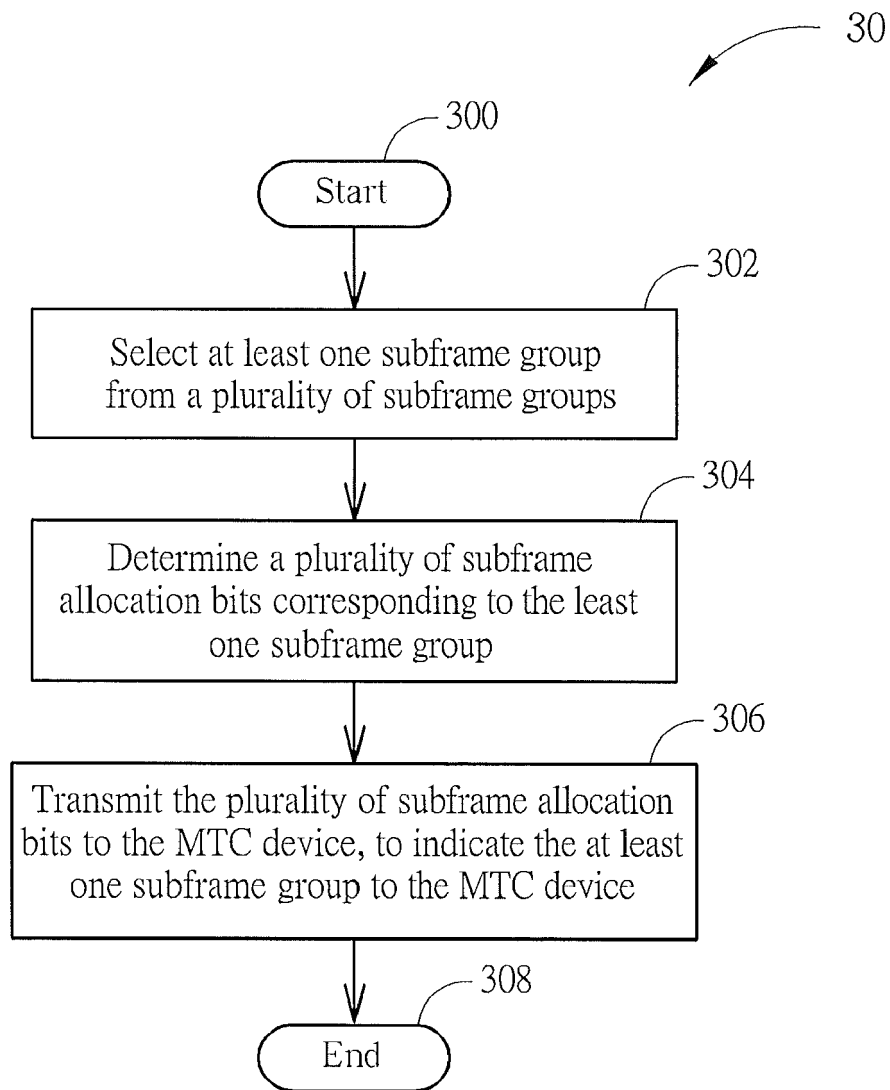 30
300
Start
302
Select at least one subframe group
from a plurality of subframe groups
304
Determine a plurality of subframe
allocation bits corresponding to the least
one subframe group
306
Transmit the plurality of subframe allocation
bits to the MTC device, to indicate the at least
one subframe group to the MTC device
308
End